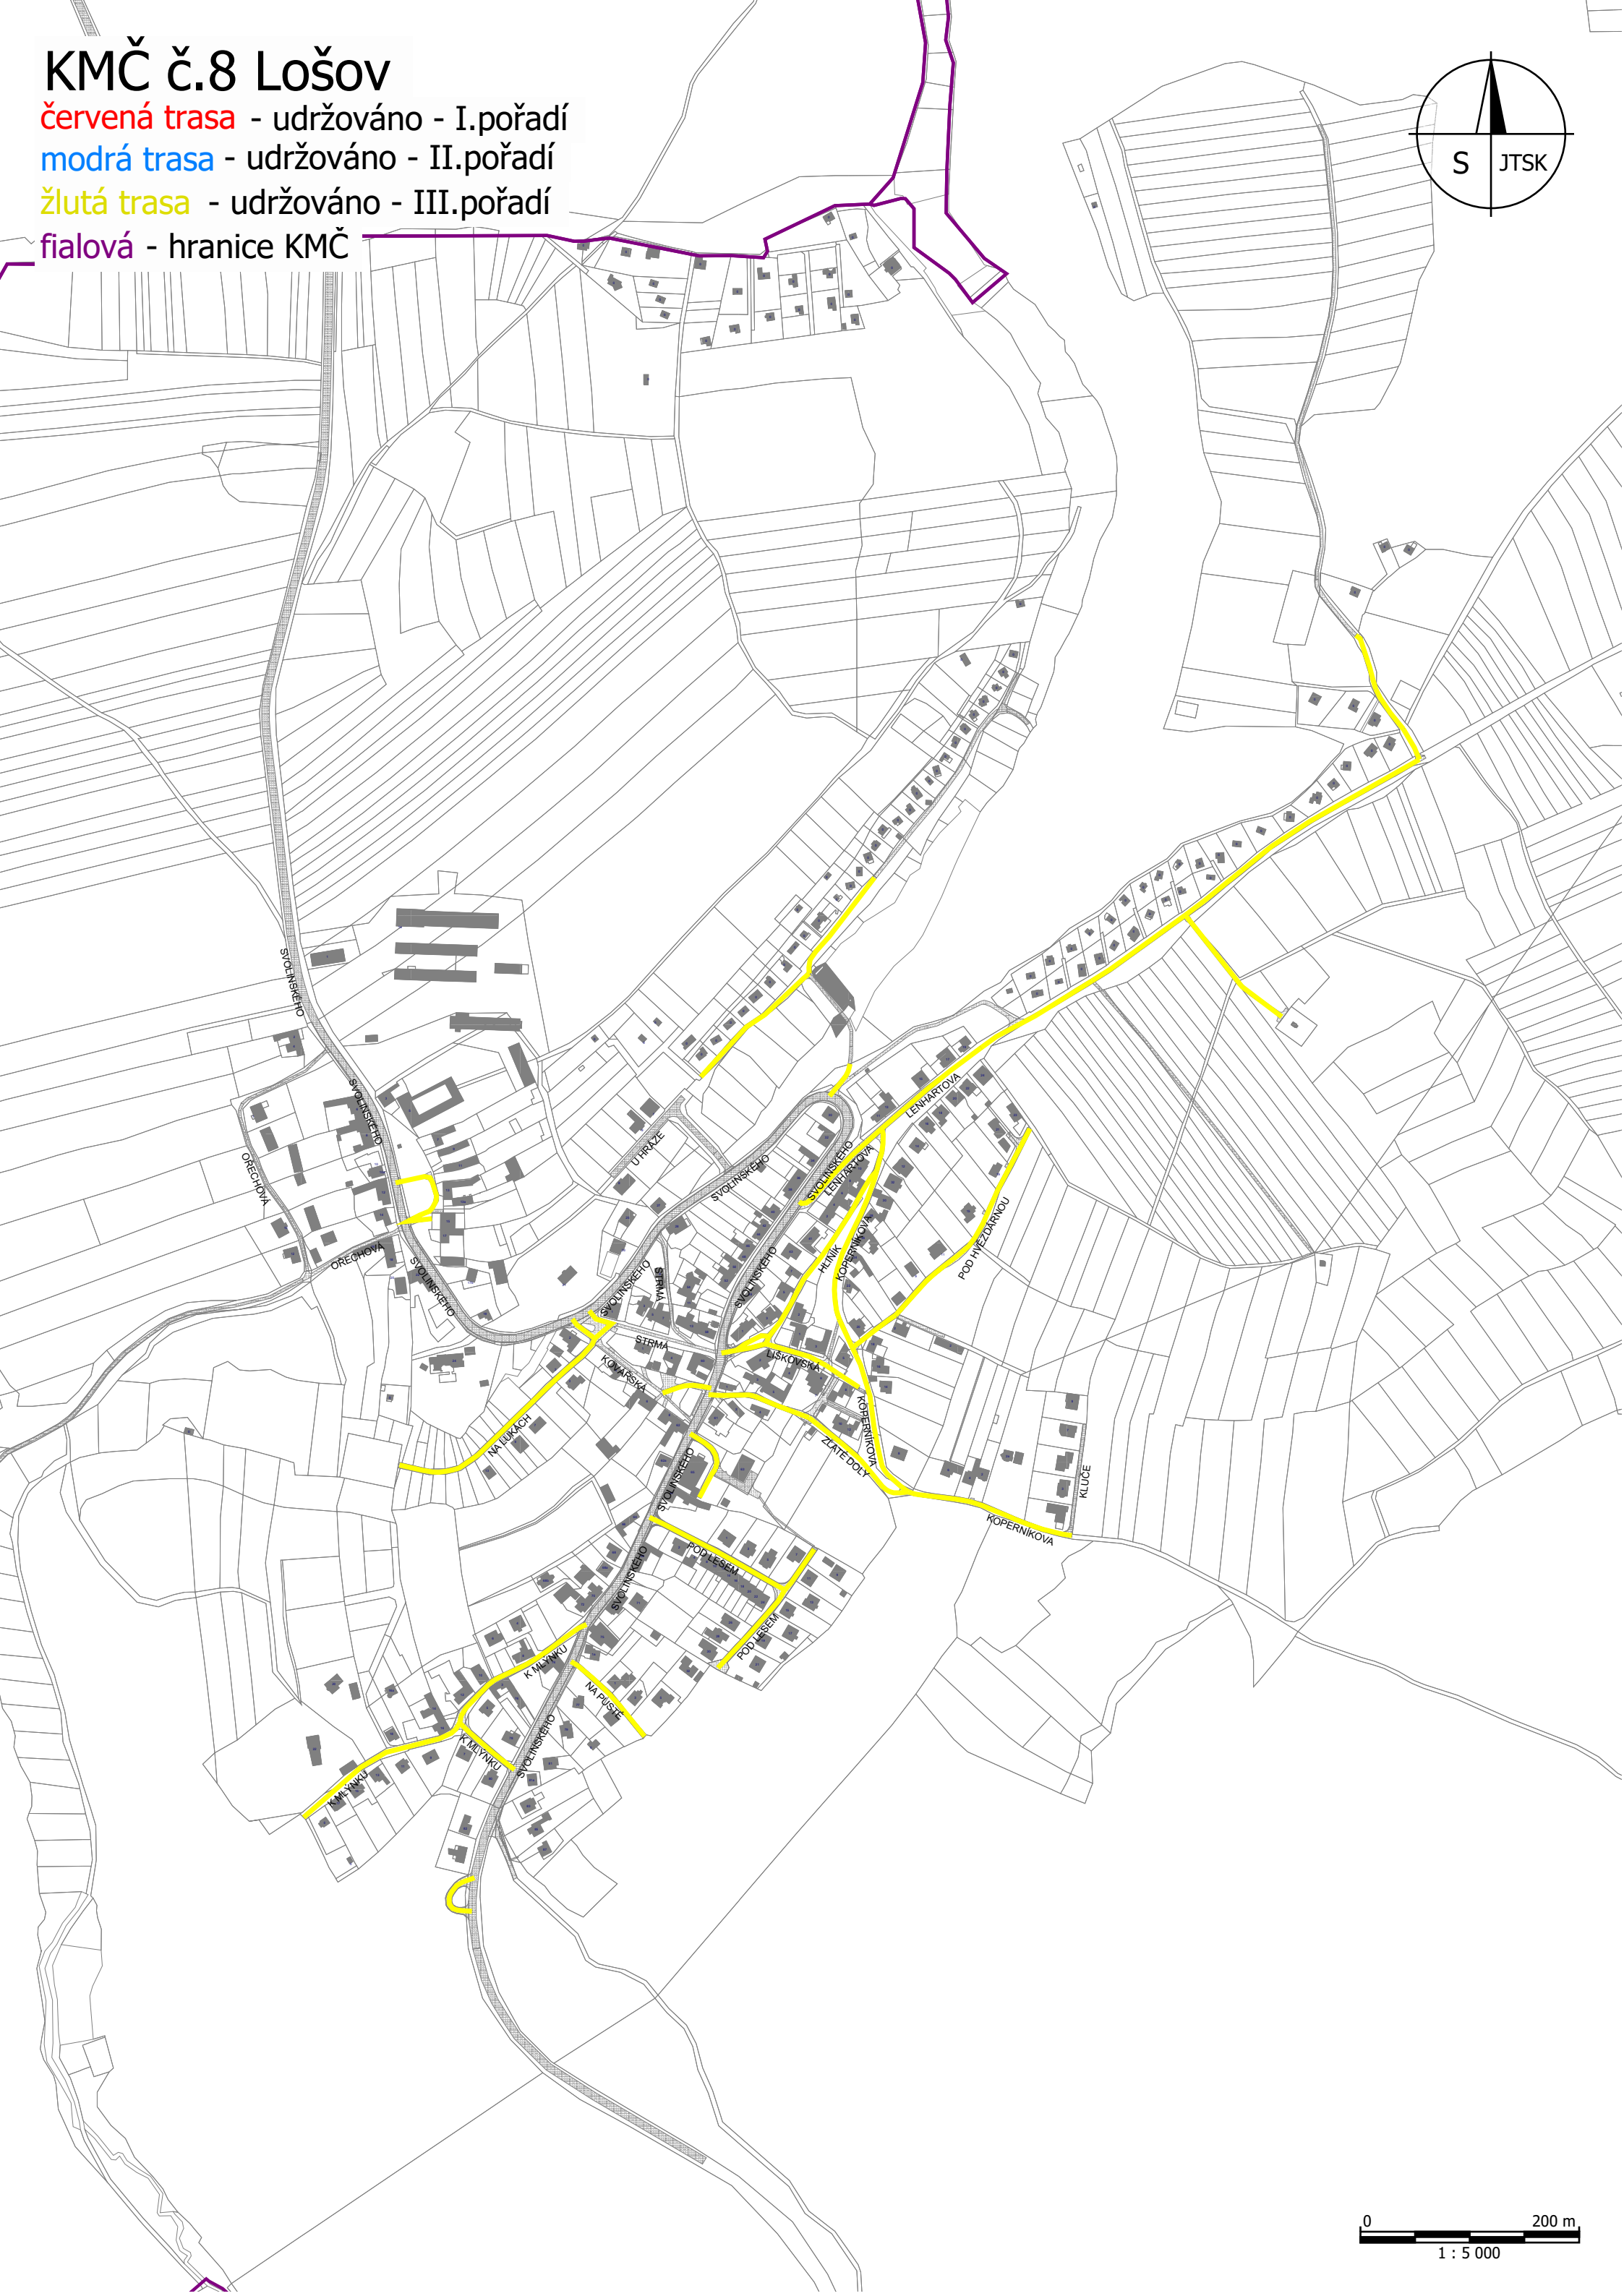 KMČ č.8 Lošov
červená trasa - udržováno - I.pořadí
modrá trasa - udržováno - II.pořadí
žlutá trasa - udržováno - III.pořadí
fialová - hranice KMČ
S JTSK
SVOLINSKÉHO
SVOLINSKÉHO
OŘECHOVÁ
OŘECHOVÁ
SVOLINSKÉHO
U HRÁZE
SVOLINSKÉHO
SVOLINSKÉHO
LENHARTOVA
LENHARTOVA
HLINÍK
KOPERNÍKOVA
POD HVĚZDÁRNOU
SVOLINSKÉHO
STRMÁ
SVOLINSKÉHO
STRMÁ
KOVÁŘSKÁ
LIŠKOVSKÁ
NA LUKÁCH
KOPERNÍKOVA
ZLATÉ DOLY
SVOLINSKÉHO
KLUČE
KOPERNÍKOVA
POD LESEM
SVOLINSKÉHO
POD LESEM
K MLÝNKU
NA PUSTĚ
SVOLINSKÉHO
K MLÝNKU
K MLÝNKU
0 200 m
1 : 5 000